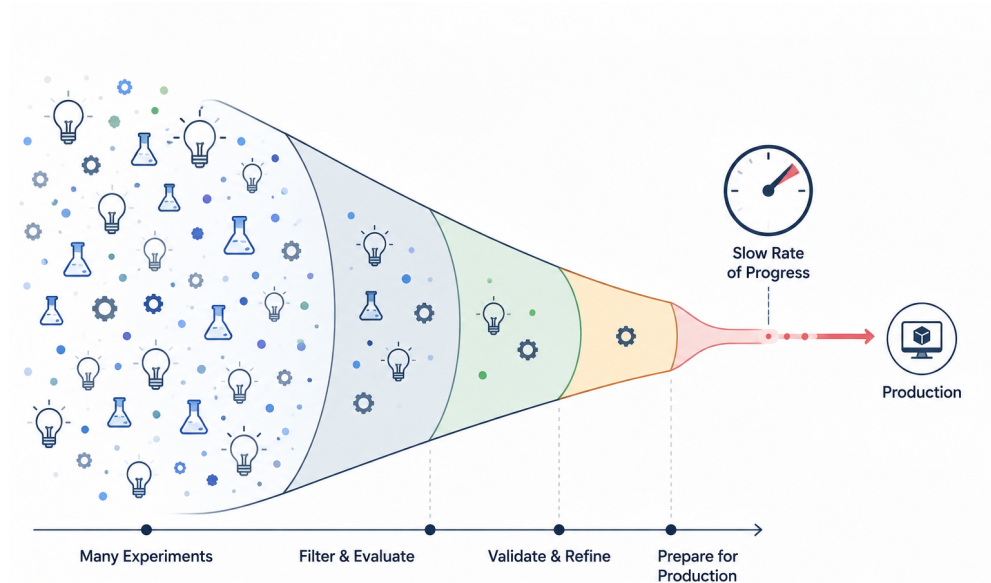 Slow Rate
of Progress
Production
Many Experiments
Filter & Evaluate
Validate & Refine
Prepare for
Production